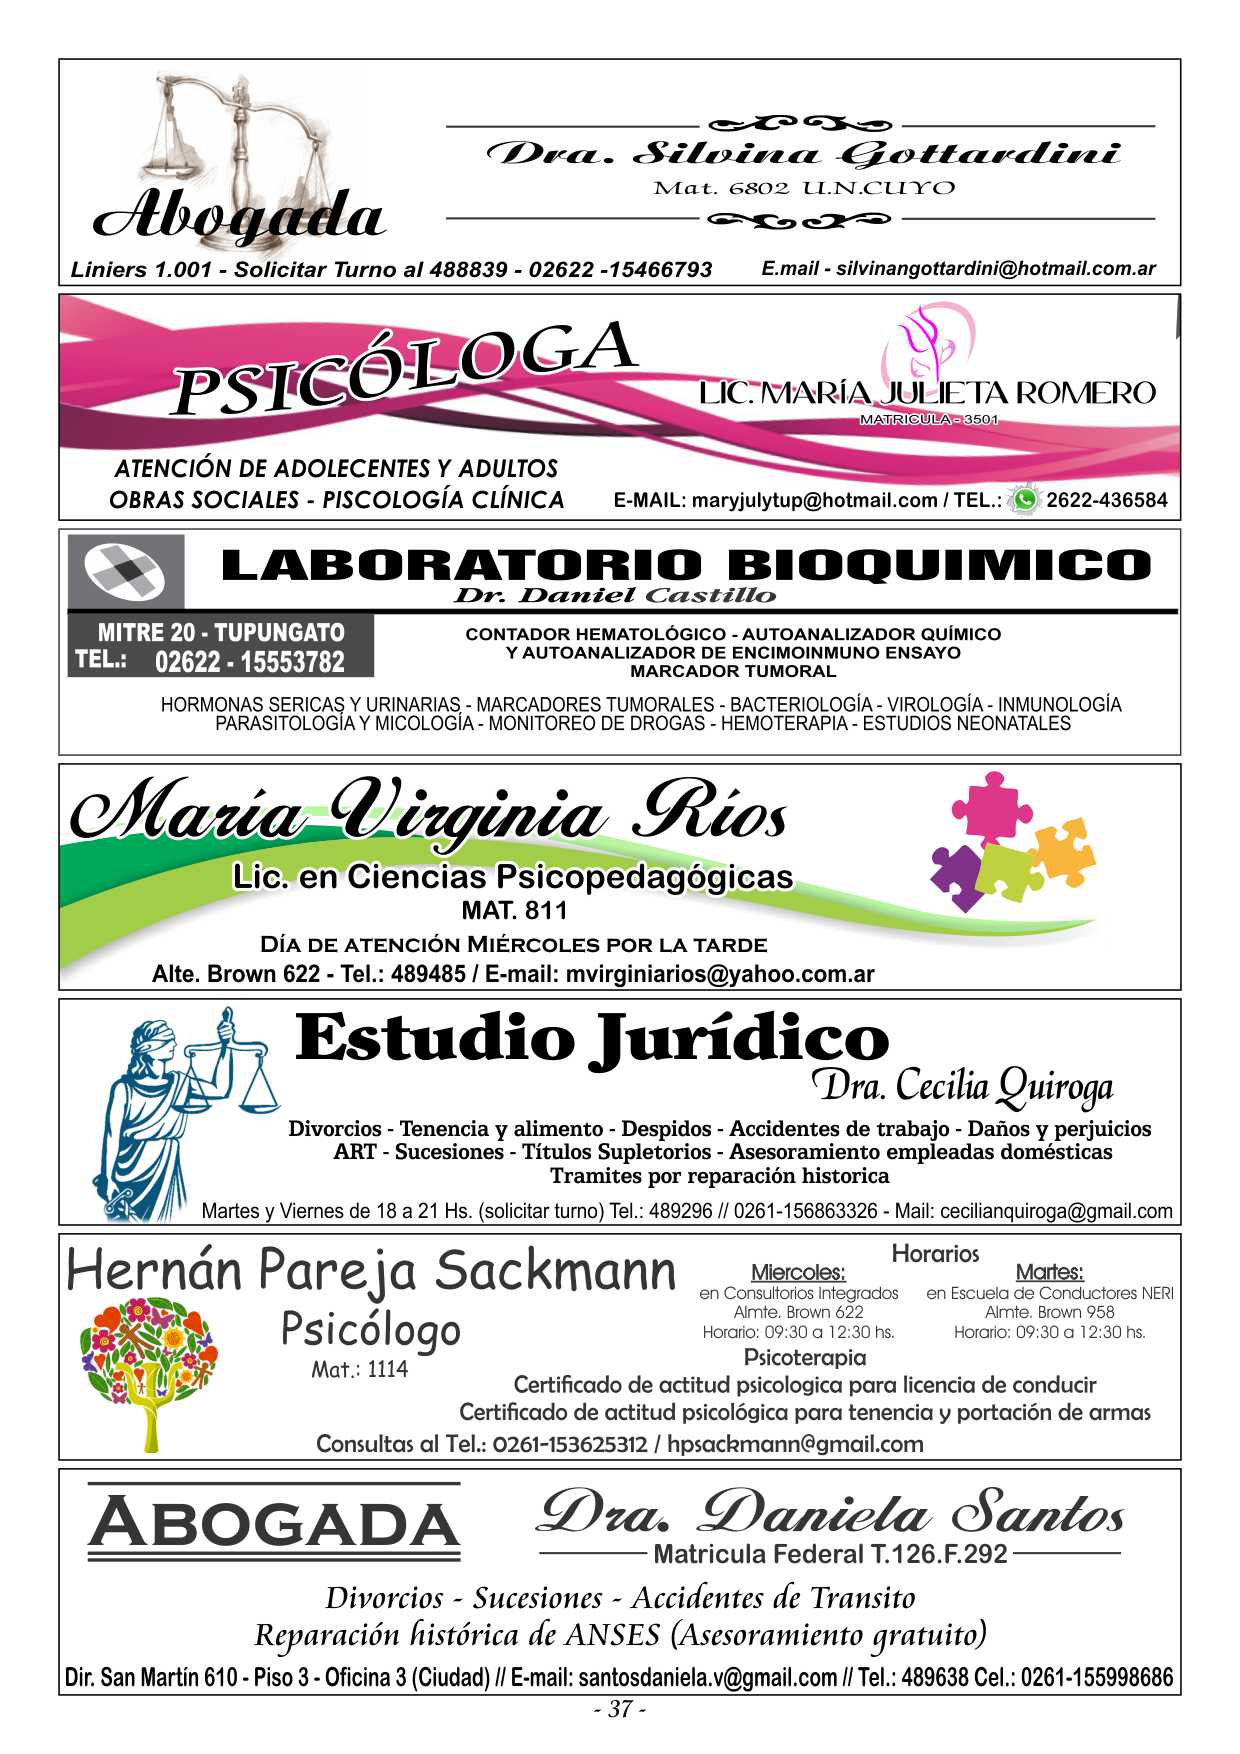 Abogada
Dra. Silvina Gottardini
Mat. 6802 U.N.CUYO
Liniers 1.001 - Solicitar Turno al 488839 - 02622 -15466793
E.mail - silvinangottardini@hotmail.com.ar
PSICÓLOGA
LIC. MARÍA JULIETA ROMERO
MATRICULA - 3501
ATENCIÓN DE ADOLECENTES Y ADULTOS
OBRAS SOCIALES - PISCOLOGÍA CLÍNICA
E-MAIL: maryjulytup@hotmail.com / TEL.: 2622-436584
LABORATORIO BIOQUIMICO
Dr. Daniel Castillo
MITRE 20 - TUPUNGATO
TEL.: 02622 - 15553782
CONTADOR HEMATOLÓGICO - AUTOANALIZADOR QUÍMICO
Y AUTOANALIZADOR DE ENCIMOINMUNO ENSAYO
MARCADOR TUMORAL
HORMONAS SERICAS Y URINARIAS - MARCADORES TUMORALES - BACTERIOLOGÍA - VIROLOGÍA - INMUNOLOGÍA
PARASITOLOGÍA Y MICOLOGÍA - MONITOREO DE DROGAS - HEMOTERAPIA - ESTUDIOS NEONATALES
María Virginia Ríos
Lic. en Ciencias Psicopedagógicas
MAT. 811
DÍA DE ATENCIÓN MIÉRCOLES POR LA TARDE
Alte. Brown 622 - Tel.: 489485 / E-mail: mvirginiarios@yahoo.com.ar
Estudio Jurídico
Dra. Cecilia Quiroga
Divorcios - Tenencia y alimento - Despidos - Accidentes de trabajo - Daños y perjuicios
ART - Sucesiones - Títulos Supletorios - Asesoramiento empleadas domésticas
Tramites por reparación historica
Martes y Viernes de 18 a 21 Hs. (solicitar turno) Tel.: 489296 // 0261-156863326 - Mail: cecilianquiroga@gmail.com
Hernán Pareja Sackmann
Psicólogo
Mat.: 1114
Horarios
Miercoles:
en Consultorios Integrados
Almte. Brown 622
Horario: 09:30 a 12:30 hs.
Martes:
en Escuela de Conductores NERI
Almte. Brown 958
Horario: 09:30 a 12:30 hs.
Psicoterapia
Certificado de actitud psicologica para licencia de conducir
Certificado de actitud psicológica para tenencia y portación de armas
Consultas al Tel.: 0261-153625312 / hpsackmann@gmail.com
ABOGADA
Dra. Daniela Santos
Matricula Federal T.126.F.292
Divorcios - Sucesiones - Accidentes de Transito
Reparación histórica de ANSES (Asesoramiento gratuito)
Dir. San Martín 610 - Piso 3 - Oficina 3 (Ciudad) // E-mail: santosdaniela.v@gmail.com // Tel.: 489638 Cel.: 0261-155998686
- 37 -